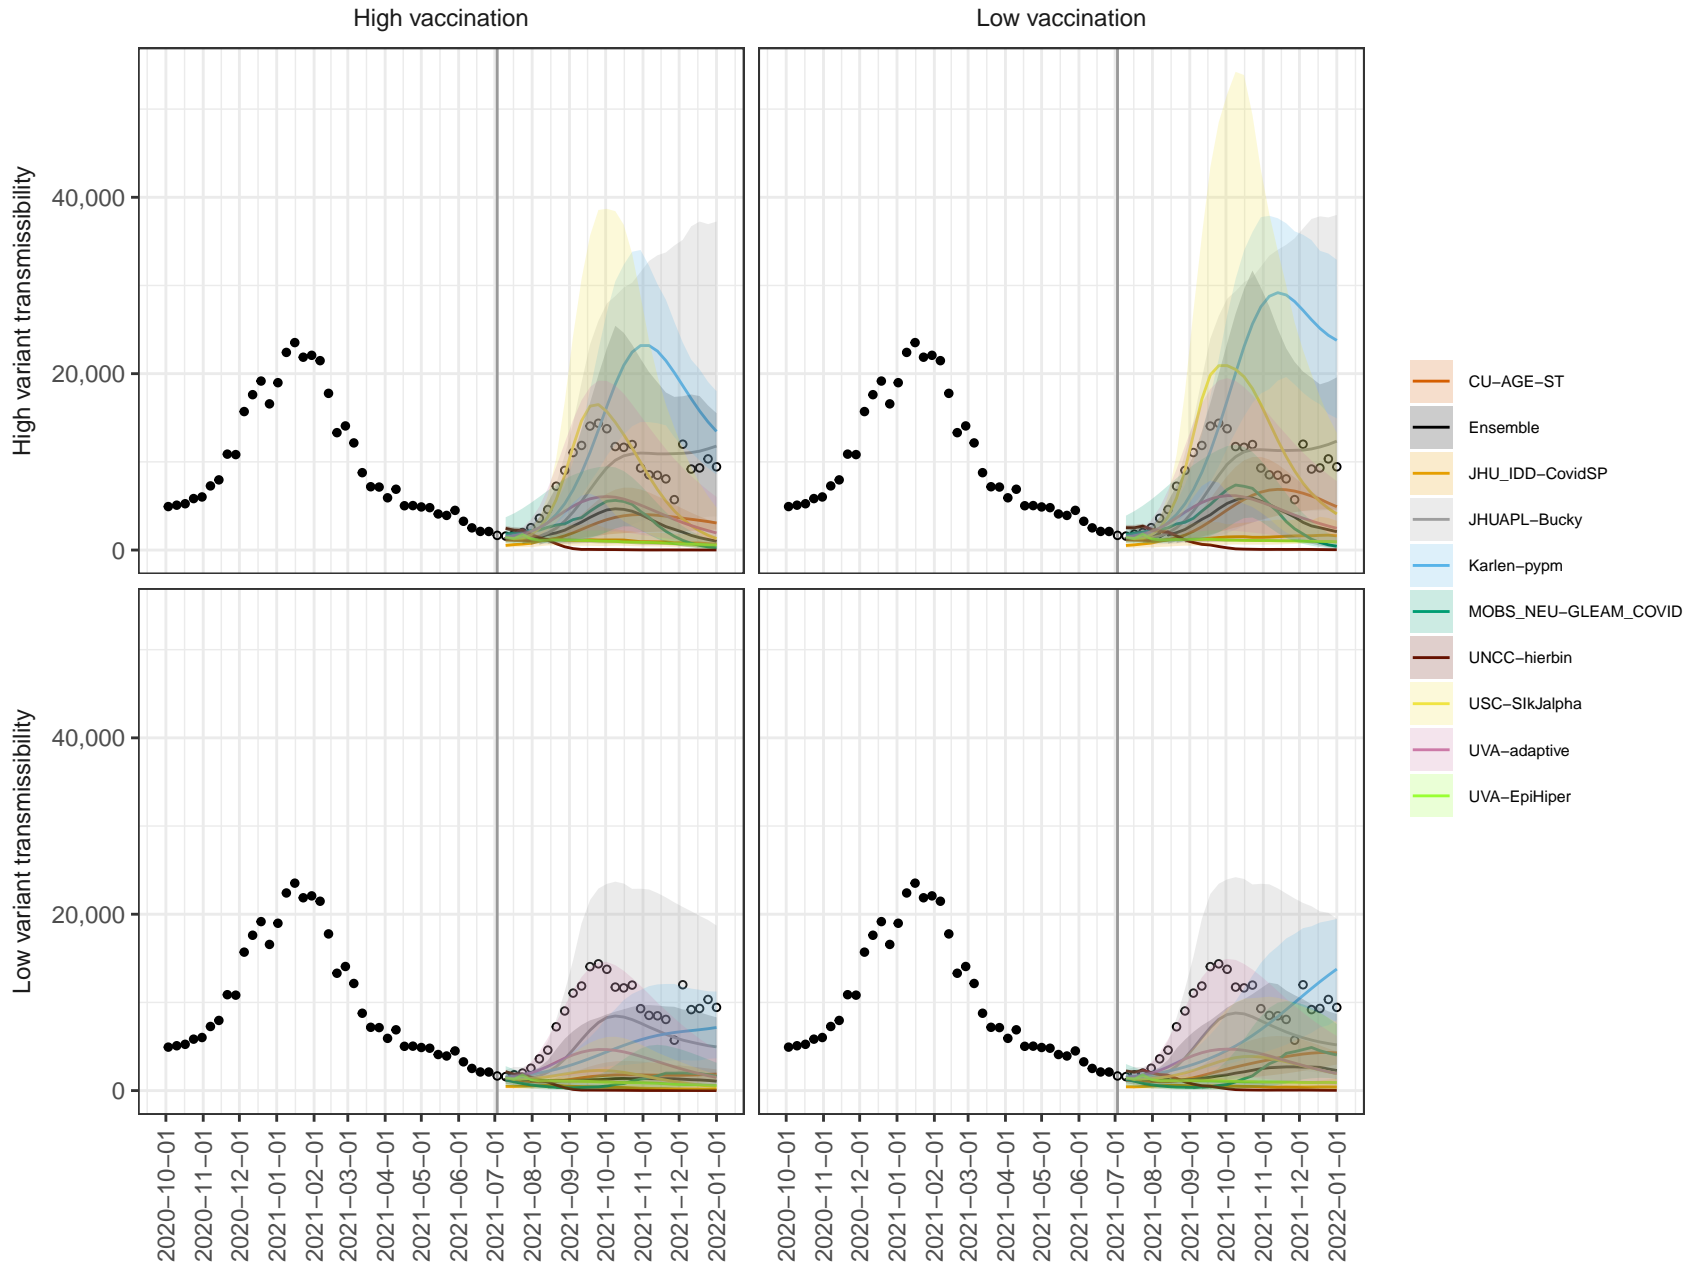 High vaccination
Low vaccination
High variant transmissibility
40,000
20,000
0
Low variant transmissibility
40,000
20,000
0
2020−10−01
2020−11−01
2020−12−01
2021−01−01
2021−02−01
2021−03−01
2021−04−01
2021−05−01
2021−06−01
2021−07−01
2021−08−01
2021−09−01
2021−10−01
2021−11−01
2021−12−01
2022−01−01
2020−10−01
2020−11−01
2020−12−01
2021−01−01
2021−02−01
2021−03−01
2021−04−01
2021−05−01
2021−06−01
2021−07−01
2021−08−01
2021−09−01
2021−10−01
2021−11−01
2021−12−01
2022−01−01
CU−AGE−ST
Ensemble
JHU_IDD−CovidSP
JHUAPL−Bucky
Karlen−pypm
MOBS_NEU−GLEAM_COVID
UNCC−hierbin
USC−SIkJalpha
UVA−adaptive
UVA−EpiHiper